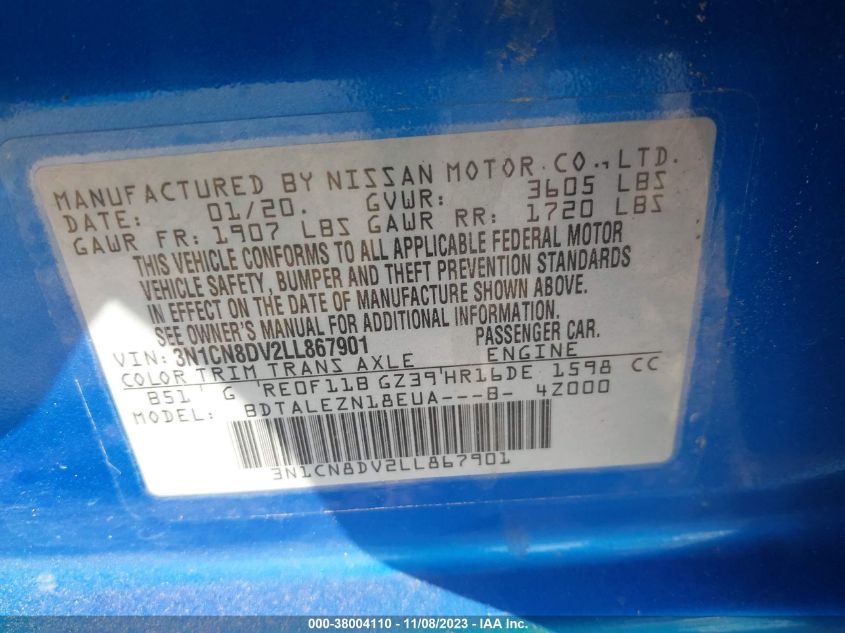 MANUFACTURED BY NISSAN MOTOR CO., LTD.
DATE: 01/20. GVWR: 3605 LBS
GAWR FR: 1907 LBS GAWR RR: 1720 LBS
THIS VEHICLE CONFORMS TO ALL APPLICABLE FEDERAL MOTOR
VEHICLE SAFETY, BUMPER AND THEFT PREVENTION STANDARDS
IN EFFECT ON THE DATE OF MANUFACTURE SHOWN ABOVE.
SEE OWNER'S MANUAL FOR ADDITIONAL INFORMATION.
VIN: 3N1CN8DV2LL867901 PASSENGER CAR.
COLOR TRIM TRANS AXLE ENGINE
B51 G RE0F11B GZ39 HR16DE 1598 CC
MODEL: BDTALEZN18EUA---B- 4Z000
3N1CN8DV2LL867901
000-38004110 - 11/08/2023 - IAA Inc.